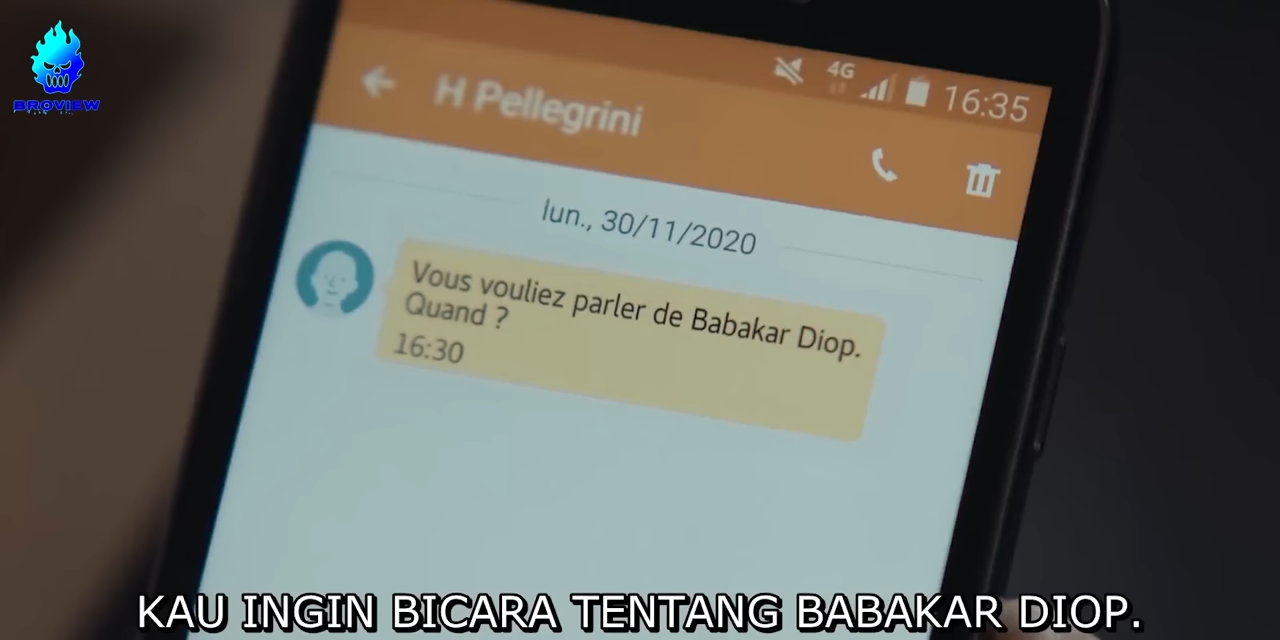 BROVIEW
4G
16:35
H Pellegrini
lun., 30/11/2020
Vous vouliez parler de Babakar Diop.
Quand ?
16:30
KAU INGIN BICARA TENTANG BABAKAR DIOP.